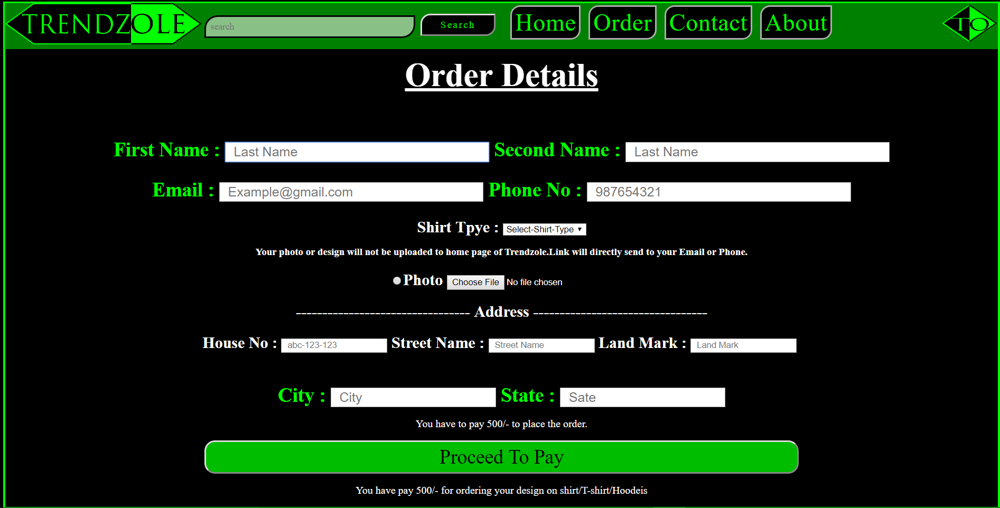 TRENDZOLE search Search Home Order Contact About TO
Order Details
First Name : Last Name Second Name : Last Name
Email : Example@gmail.com Phone No : 987654321
Shirt Tpye : Select-Shirt-Type
Your photo or design will not be uploaded to home page of Trendzole.Link will directly send to your Email or Phone.
Photo Choose File No file chosen
--------------------------------- Address ---------------------------------
House No : abc-123-123 Street Name : Street Name Land Mark : Land Mark
City : City State : Sate
You have to pay 500/- to place the order.
Proceed To Pay
You have pay 500/- for ordering your design on shirt/T-shirt/Hoodeis